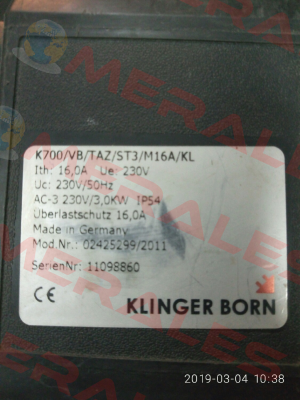 MERALES
K700/VB/TAZ/ST3/M16A/KL
Ith: 16,0A Ue: 230V
Uc: 230V/50Hz
AC-3 230V/3,0KW IP54
Überlastschutz 16,0A
Made in Germany
Mod.Nr.: 02425299/2011
SerienNr: 11098860
CE KLINGER BORN
2019-03-04 10:38